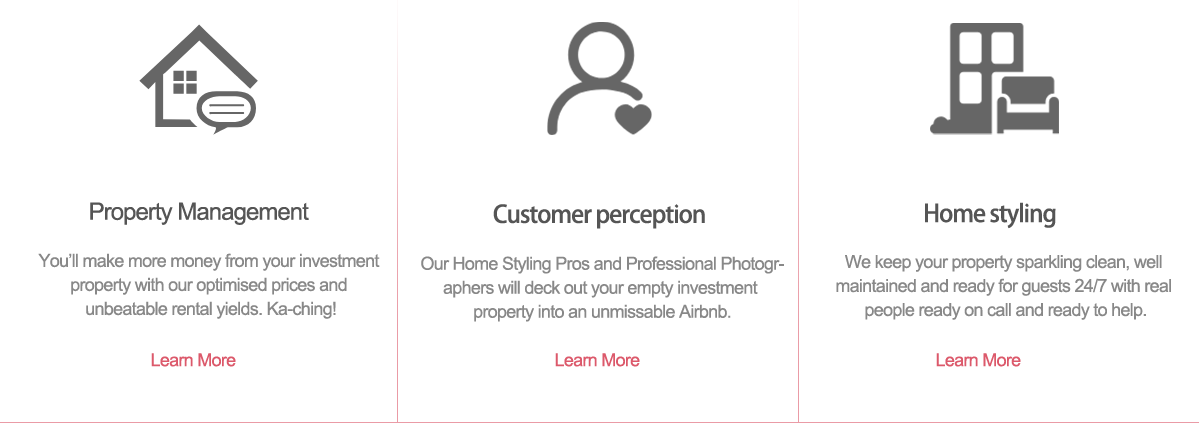 Property Management
You'll make more money from your investment
property with our optimised prices and
unbeatable rental yields. Ka-ching!
Learn More
Customer perception
Our Home Styling Pros and Professional Photogr-
aphers will deck out your empty investment
property into an unmissable Airbnb.
Learn More
Home styling
We keep your property sparkling clean, well
maintained and ready for guests 24/7 with real
people ready on call and ready to help.
Learn More